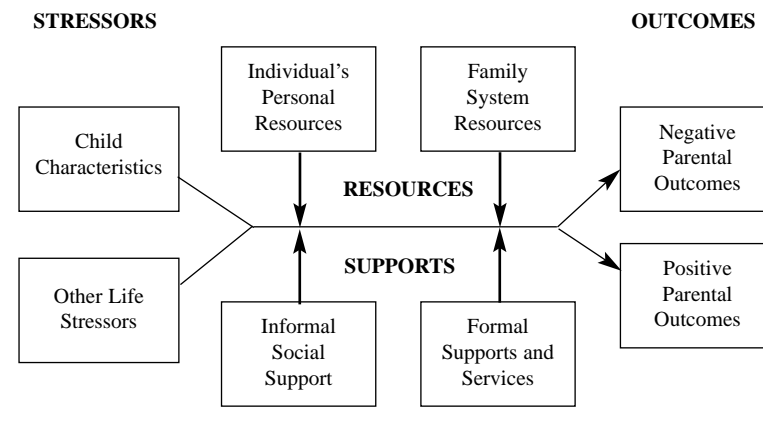 STRESSORS
OUTCOMES
Individual's
Personal
Resources
Family
System
Resources
Child
Characteristics
Negative
Parental
Outcomes
RESOURCES
SUPPORTS
Other Life
Stressors
Positive
Parental
Outcomes
Informal
Social
Support
Formal
Supports and
Services